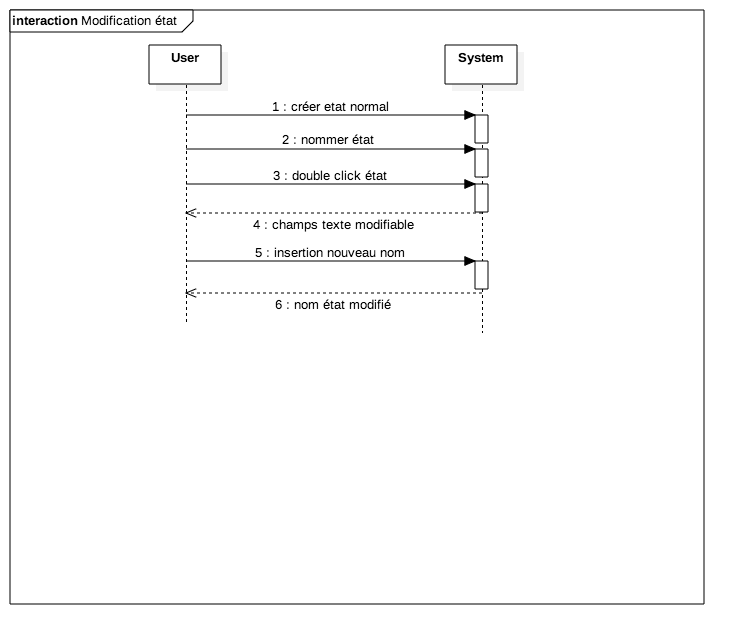 interaction Modification état
User
System
1 : créer etat normal
2 : nommer état
3 : double click état
4 : champs texte modifiable
5 : insertion nouveau nom
6 : nom état modifié